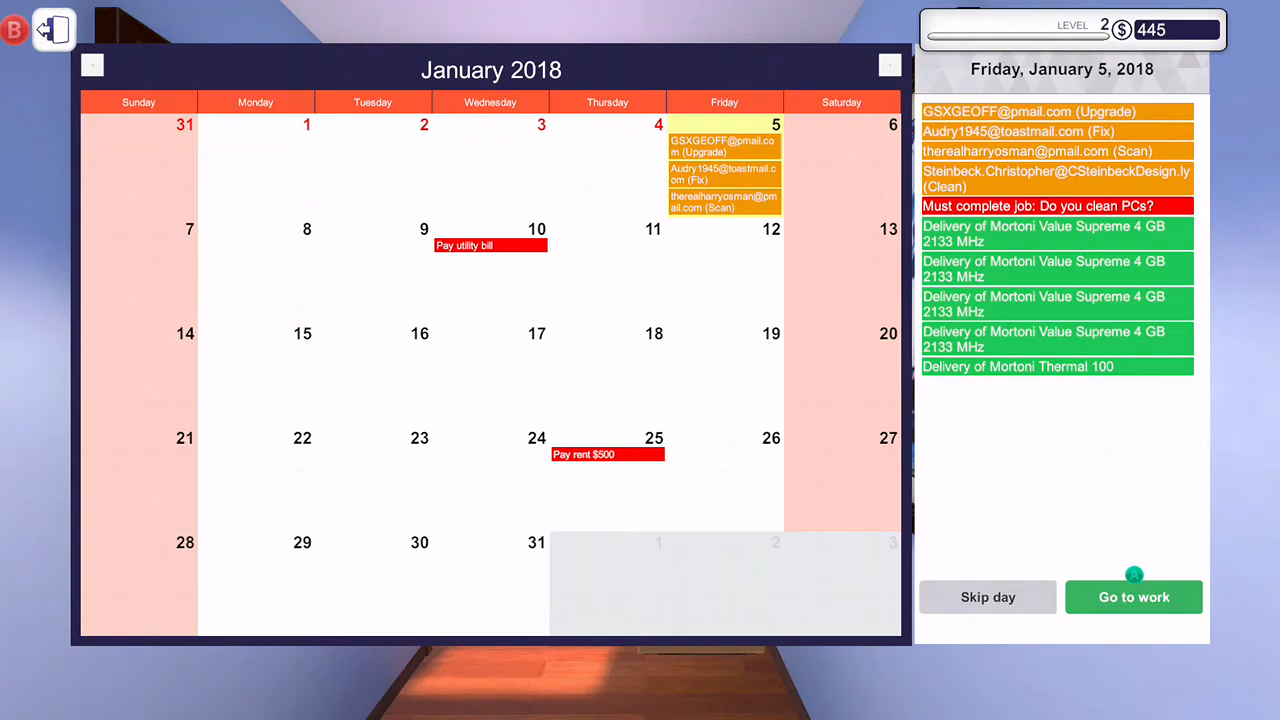 B
LEVEL 2 $ 445
January 2018
Sunday Monday Tuesday Wednesday Thursday Friday Saturday
31 1 2 3 4 5 6
GSXGEOFF@pmail.co
m (Upgrade)
Audry1945@toastmail.c
om (Fix)
therealharryosman@pm
ail.com (Scan)
7 8 9 10 11 12 13
Pay utility bill
14 15 16 17 18 19 20
21 22 23 24 25 26 27
Pay rent $500
28 29 30 31 1 2 3
Friday, January 5, 2018
GSXGEOFF@pmail.com (Upgrade)
Audry1945@toastmail.com (Fix)
therealharryosman@pmail.com (Scan)
Steinbeck.Christopher@CSteinbeckDesign.ly
(Clean)
Must complete job: Do you clean PCs?
Delivery of Mortoni Value Supreme 4 GB
2133 MHz
Delivery of Mortoni Value Supreme 4 GB
2133 MHz
Delivery of Mortoni Value Supreme 4 GB
2133 MHz
Delivery of Mortoni Value Supreme 4 GB
2133 MHz
Delivery of Mortoni Thermal 100
A
Skip day Go to work